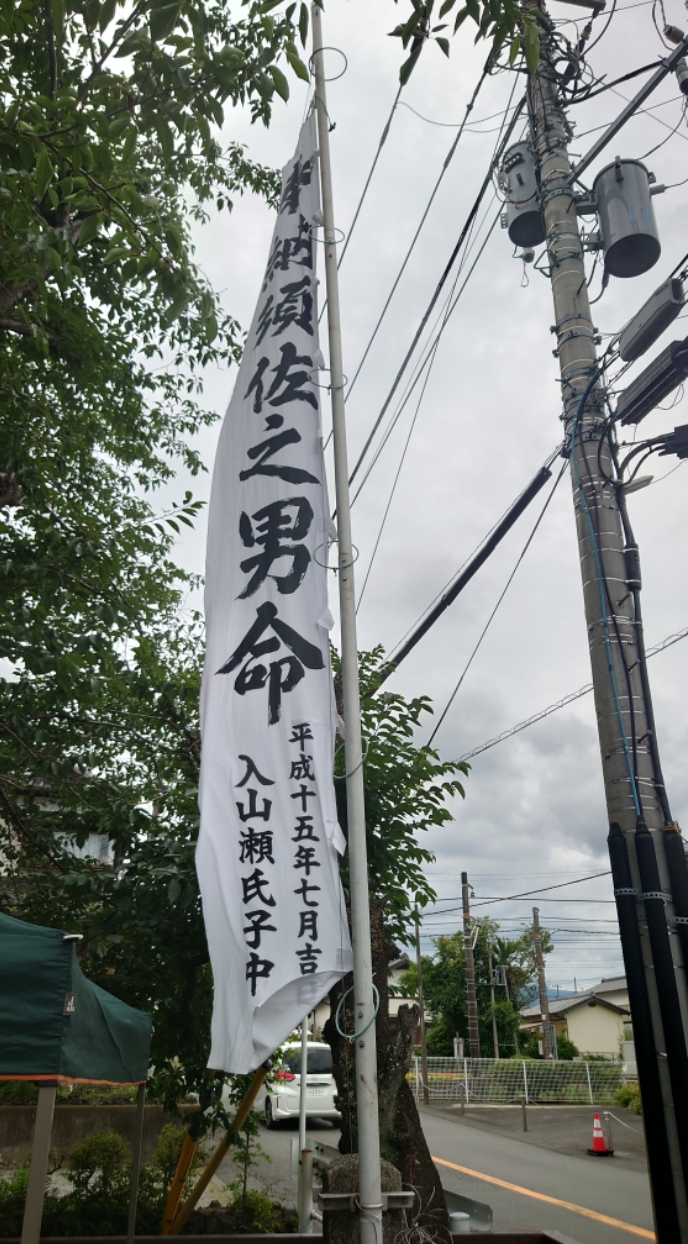 奉納須佐之男命
平成十五年七月吉
入山瀬氏子中